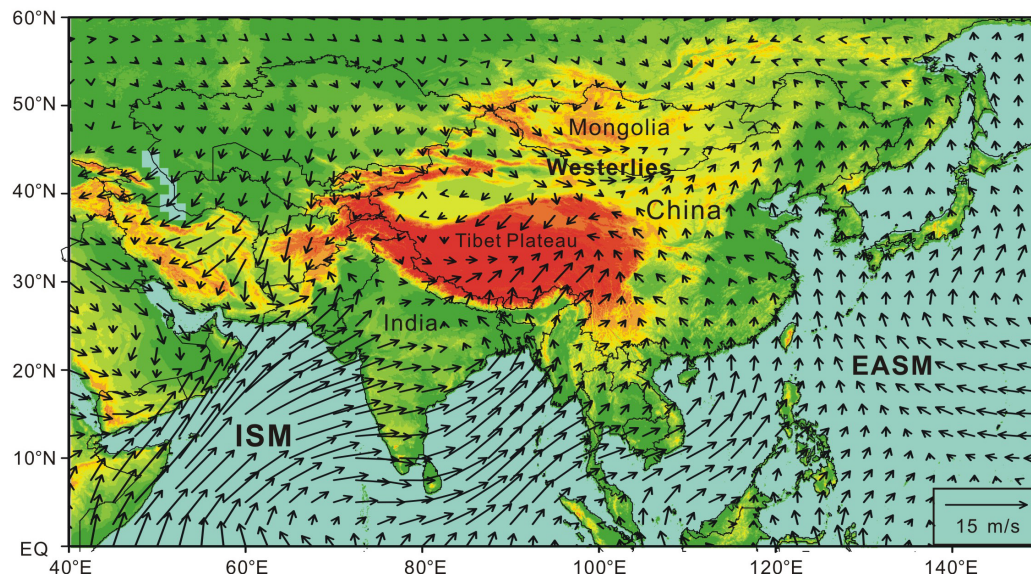 60°N
50°N
Mongolia
Westerlies
40°N
China
Tibet Plateau
30°N
India
20°N
EASM
ISM
10°N
15 m/s
EQ
40°E
60°E
80°E
100°E
120°E
140°E